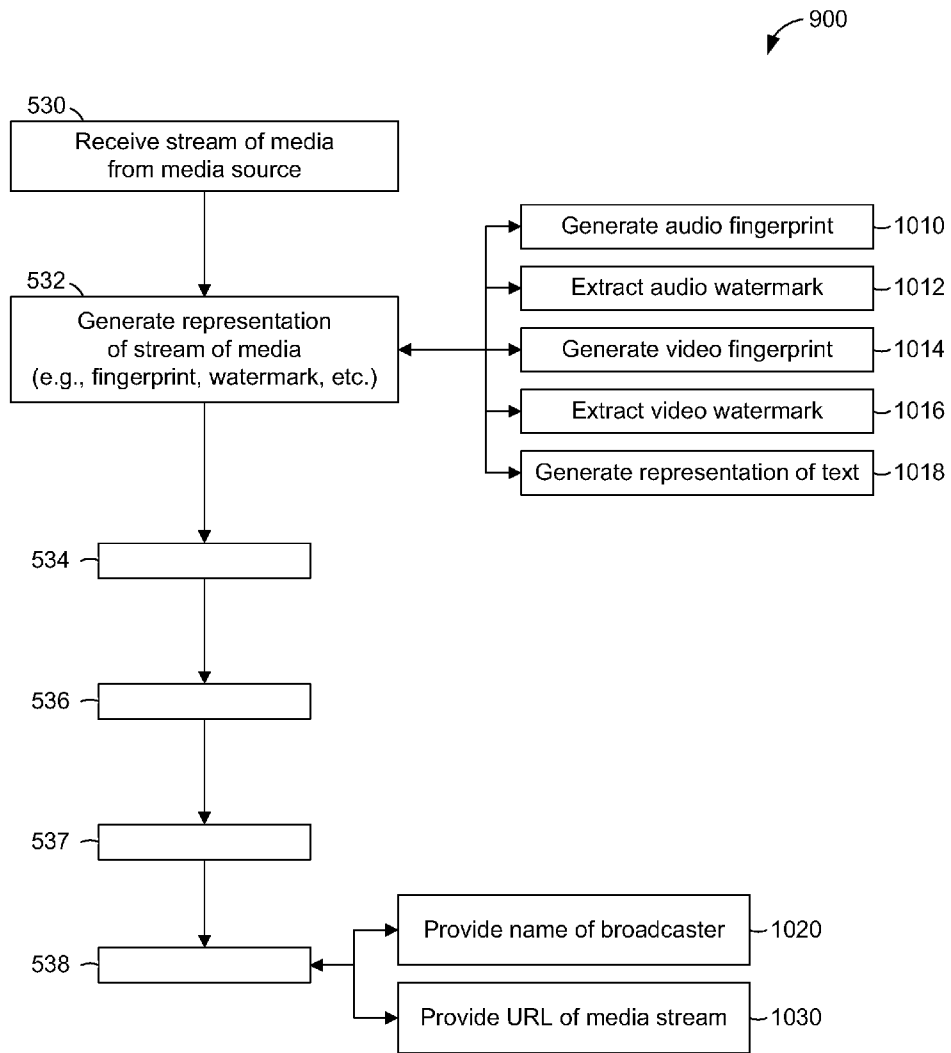 900
530
Receive stream of media
from media source
532
Generate representation
of stream of media
(e.g., fingerprint, watermark, etc.)
Generate audio fingerprint
1010
Extract audio watermark
1012
Generate video fingerprint
1014
Extract video watermark
1016
Generate representation of text
1018
534
536
537
538
Provide name of broadcaster
1020
Provide URL of media stream
1030